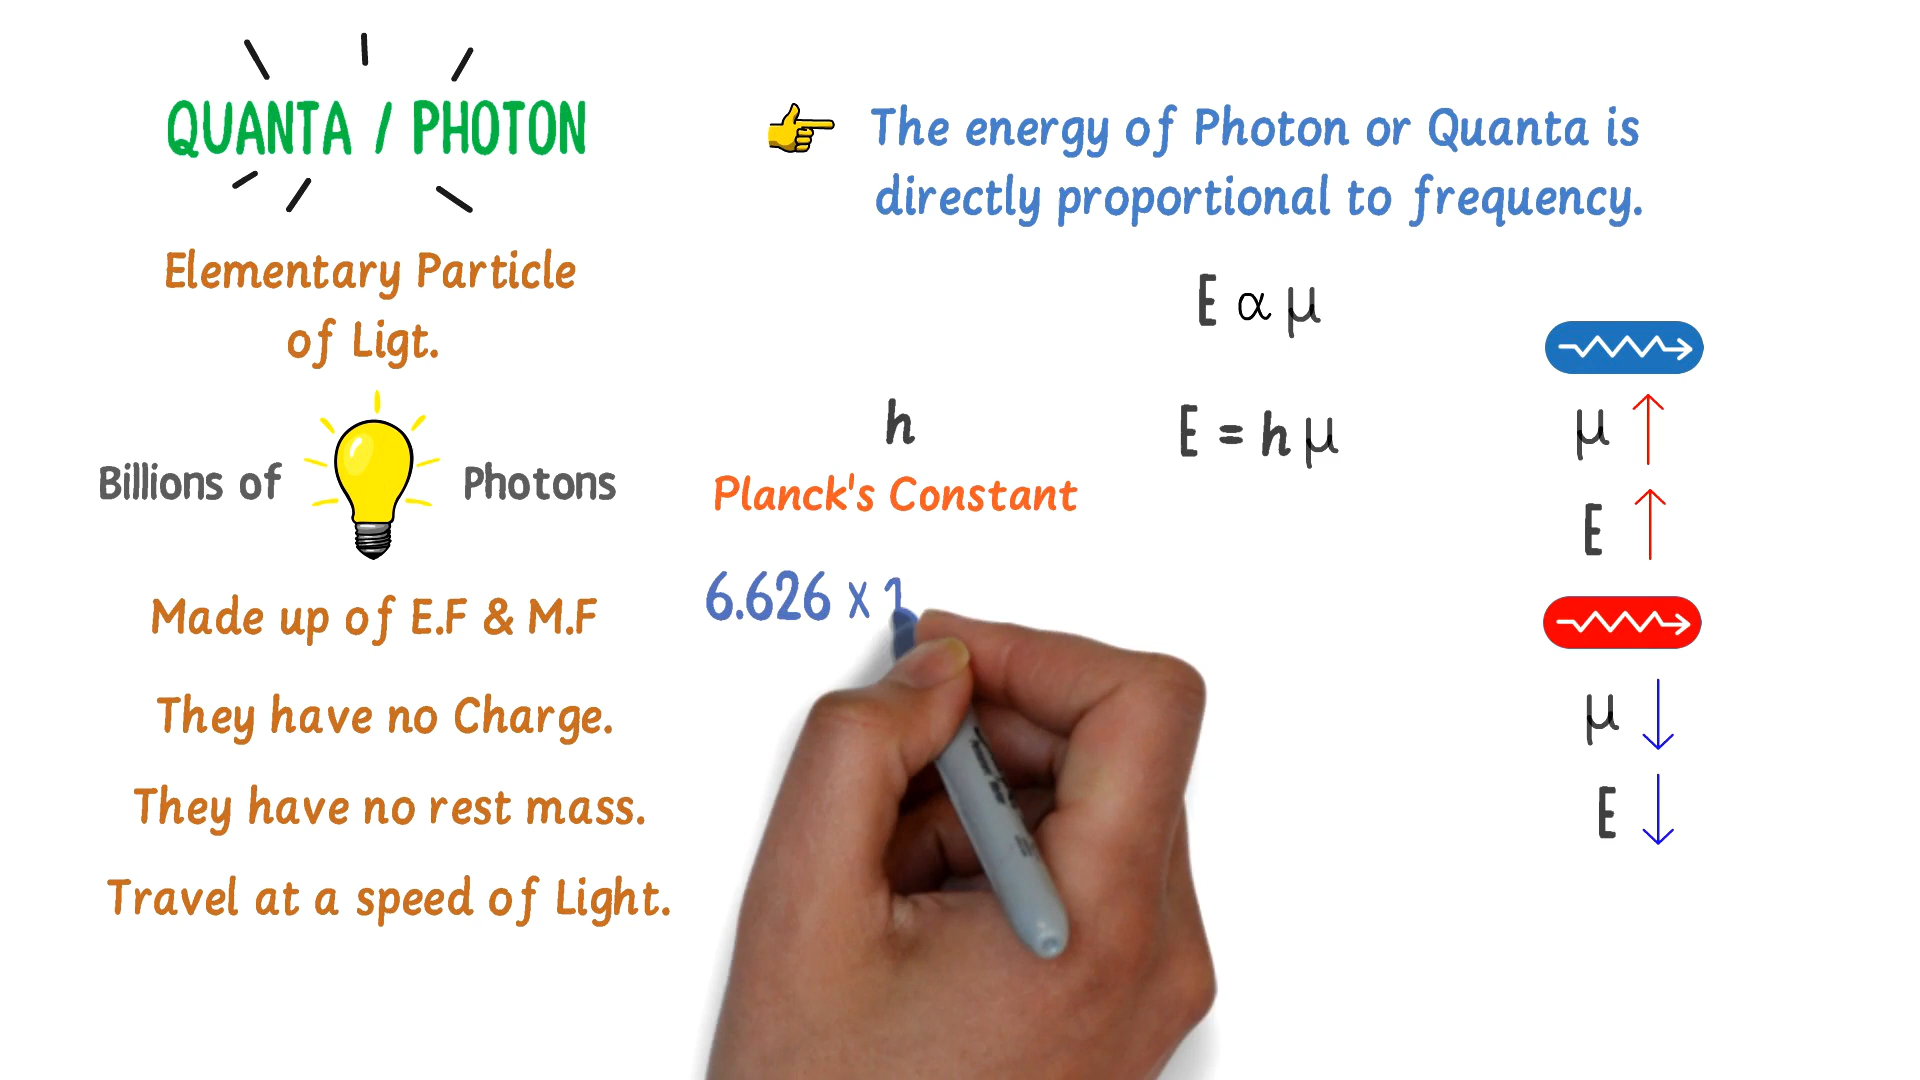 QUANTA / PHOTON
Elementary Particle
of Ligt.
Billions of
Photons
Made up of E.F & M.F
They have no Charge.
They have no rest mass.
Travel at a speed of Light.
The energy of Photon or Quanta is
directly proportional to frequency.
E ∝ μ
E = h μ
h
Planck's Constant
6.626 x 1
μ ↑
E ↑
μ ↓
E ↓